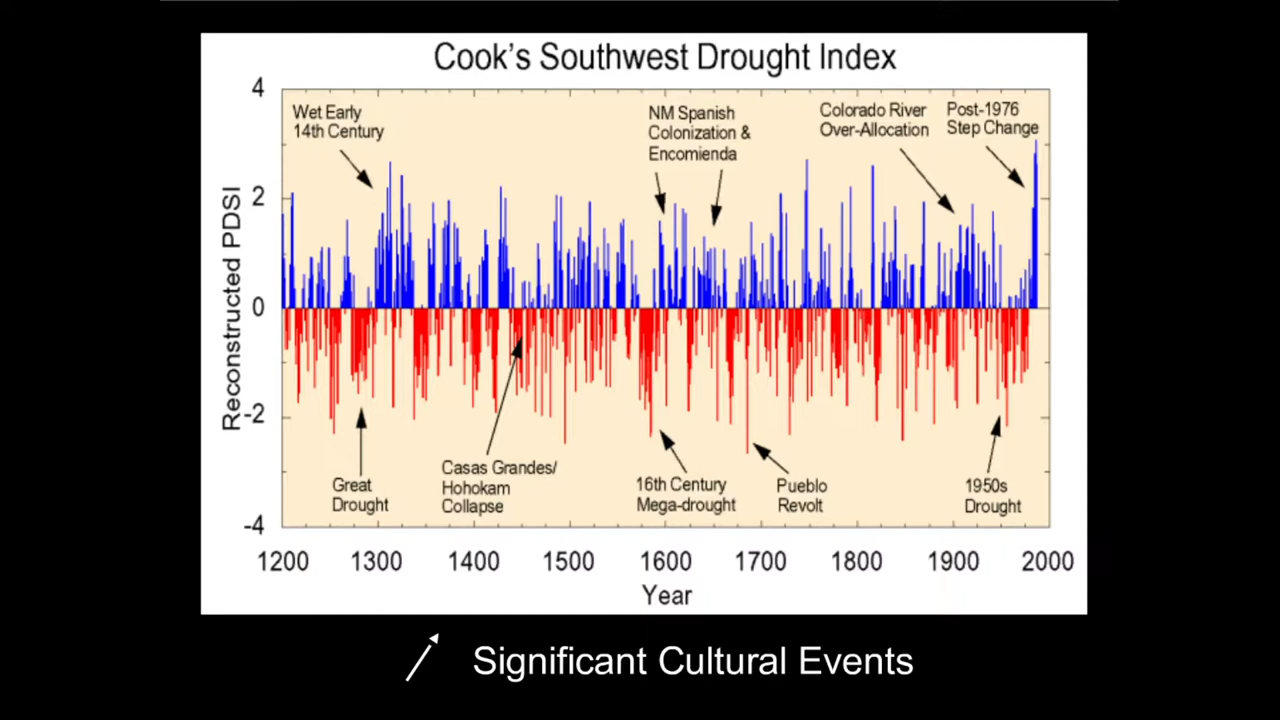 Cook’s Southwest Drought Index
4
2
0
-2
-4
Reconstructed PDSI
Wet Early
14th Century
NM Spanish
Colonization &
Encomienda
Colorado River
Over-Allocation
Post-1976
Step Change
Great
Drought
Casas Grandes/
Hohokam
Collapse
16th Century
Mega-drought
Pueblo
Revolt
1950s
Drought
1200 1300 1400 1500 1600 1700 1800 1900 2000
Year
Significant Cultural Events